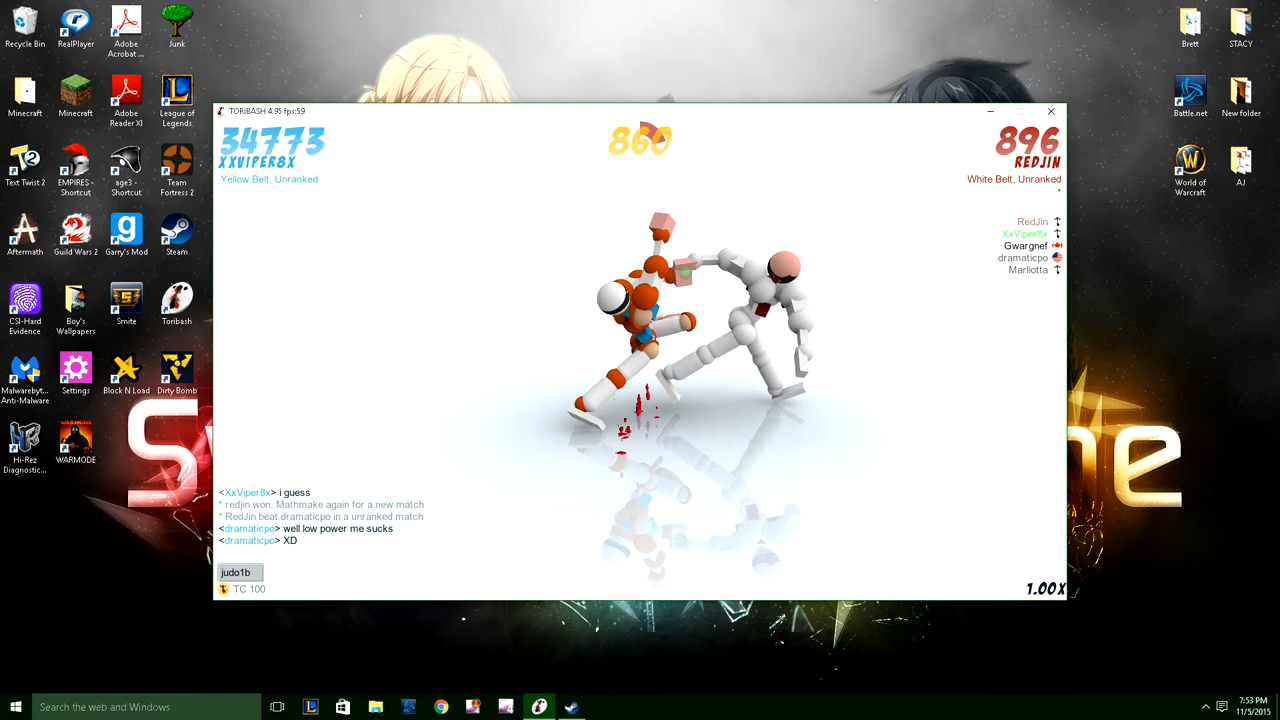 Recycle Bin
RealPlayer
Adobe Acrobat ...
Junk
Brett
STACY
Minecraft
Minecraft
Adobe Reader XI
League of Legends
Battle.net
New folder
Text Twist 2
EMPIRES - Shortcut
age3 - Shortcut
Team Fortress 2
World of Warcraft
AJ
Aftermath
Guild Wars 2
Garry's Mod
Steam
CSI-Hard Evidence
Boy's Wallpapers
Smite
Toribash
Malwarebyt... Anti-Malware
Settings
Block N Load
Dirty Bomb
Hi-Rez Diagnostic...
WARMODE
TORIBASH 4.95 fps:59
34773
XXVIPER8X
Yellow Belt, Unranked
860
896
REDJIN
White Belt, Unranked
*
RedJin
XxViper8x
Gwargnef
dramaticpo
Marliotta
<XxViper8x> i guess
* redjin won. Mathmake again for a new match
* RedJin beat dramaticpo in a unranked match
<dramaticpo> well low power me sucks
<dramaticpo> XD
judo1b
TC 100
1.00X
Search the web and Windows
7:53 PM
11/5/2015